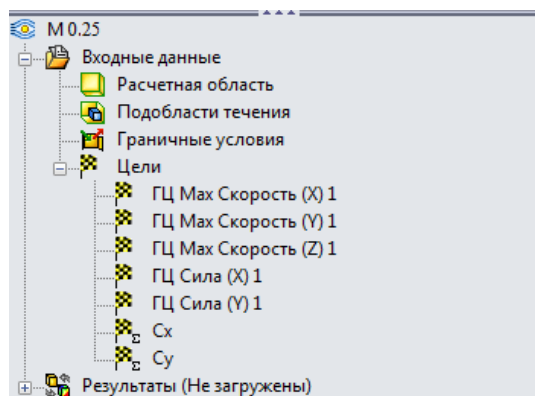 М 0.25
Входные данные
Расчетная область
Подобласти течения
Граничные условия
Цели
ГЦ Max Скорость (X) 1
ГЦ Max Скорость (Y) 1
ГЦ Max Скорость (Z) 1
ГЦ Сила (X) 1
ГЦ Сила (Y) 1
Σ Cx
Σ Cy
Результаты (Не загружены)